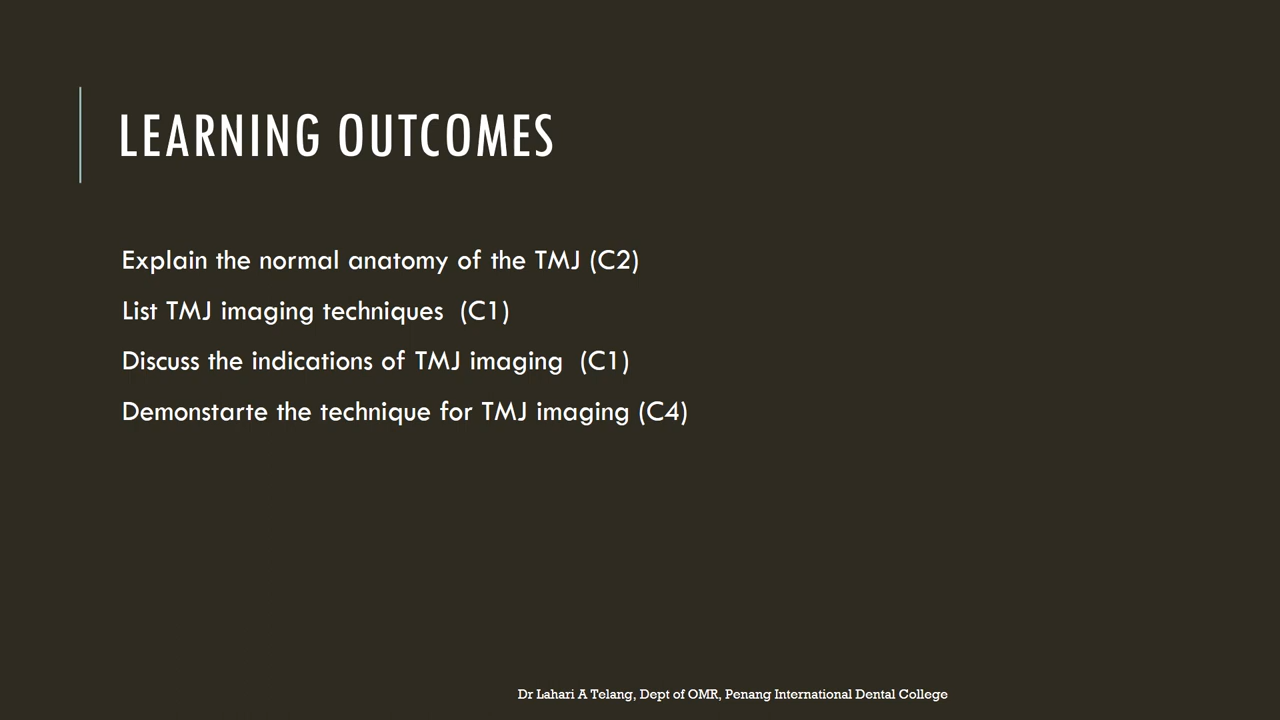 LEARNING OUTCOMES
Explain the normal anatomy of the TMJ (C2)
List TMJ imaging techniques  (C1)
Discuss the indications of TMJ imaging  (C1)
Demonstarte the technique for TMJ imaging (C4)
Dr Lahari A Telang, Dept of OMR, Penang International Dental College